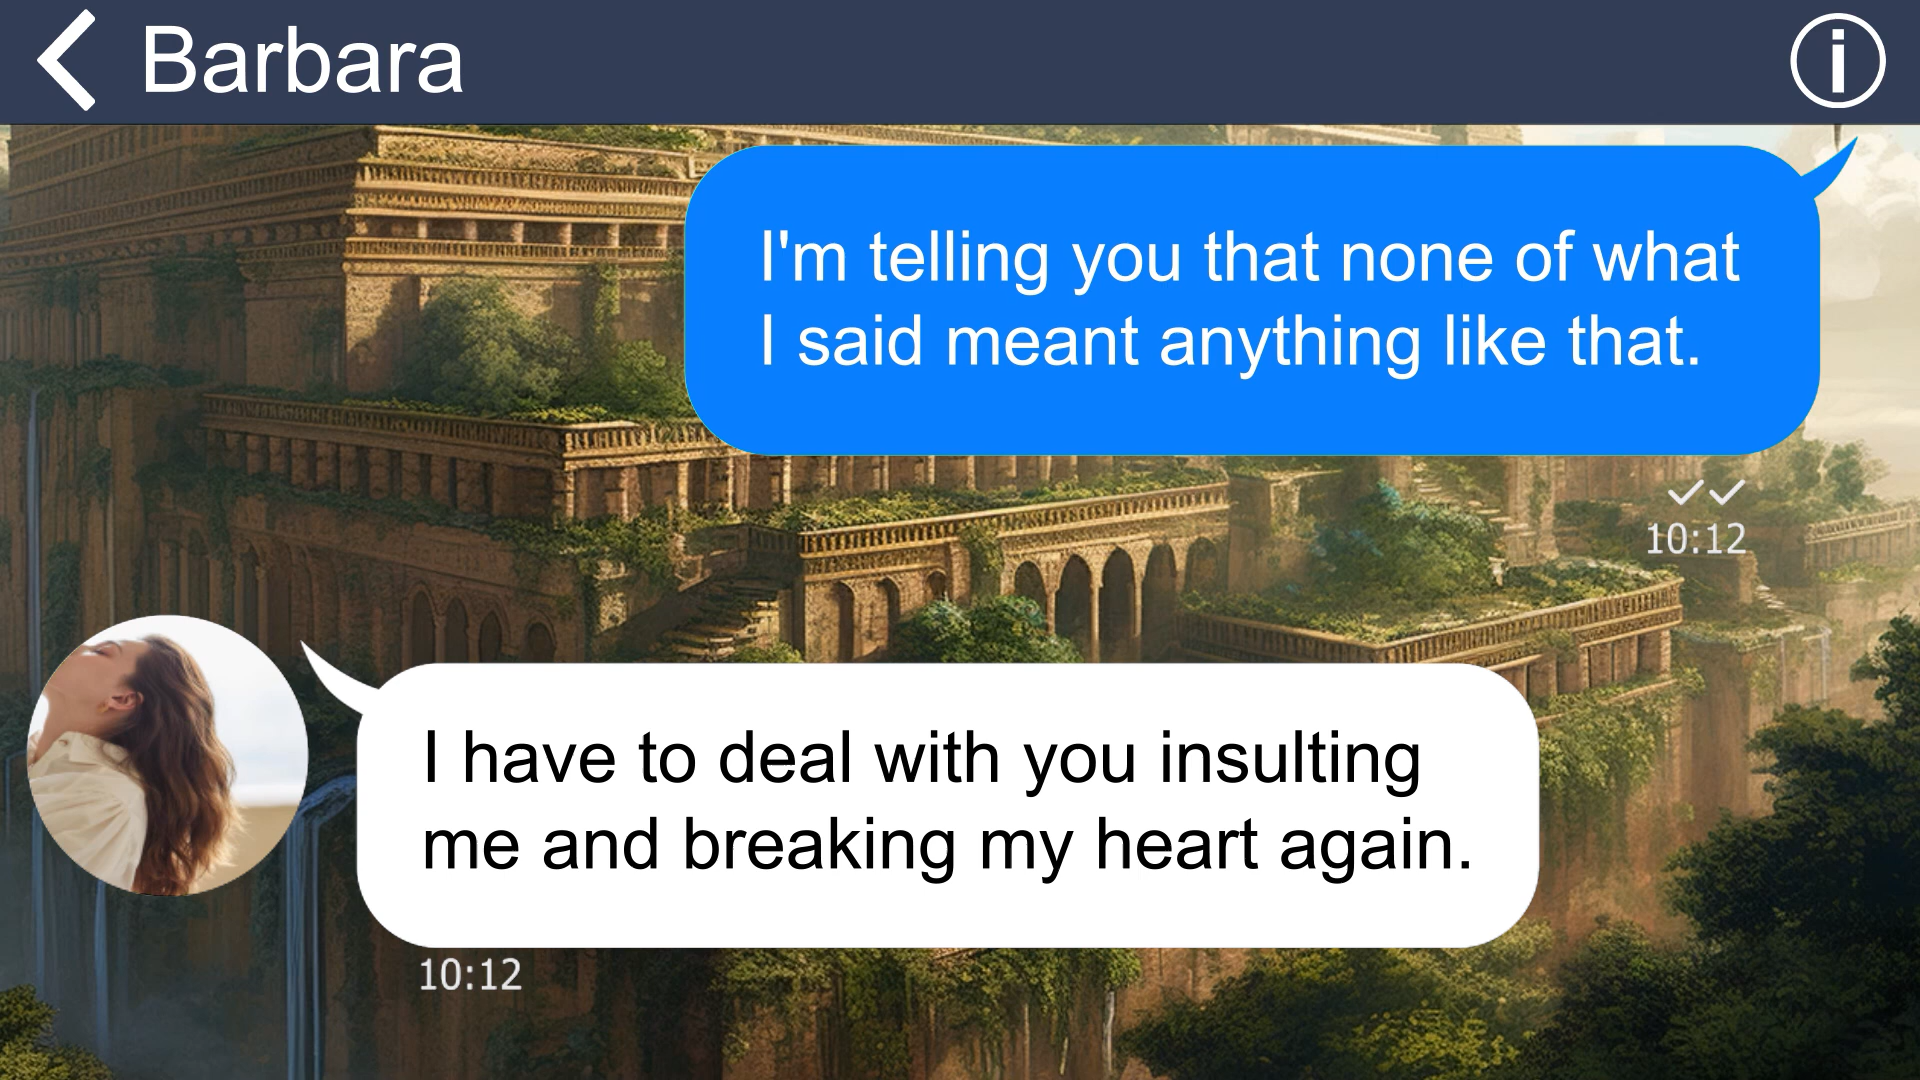 Barbara
I'm telling you that none of what
I said meant anything like that.
10:12
I have to deal with you insulting
me and breaking my heart again.
10:12